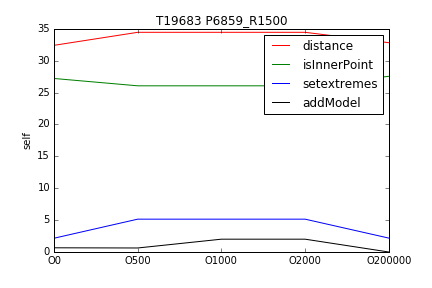 T19683 P6859_R1500
35
30
25
20
15
10
5
0
self
distance
isInnerPoint
setextremes
addModel
O0 O500 O1000 O2000 O200000